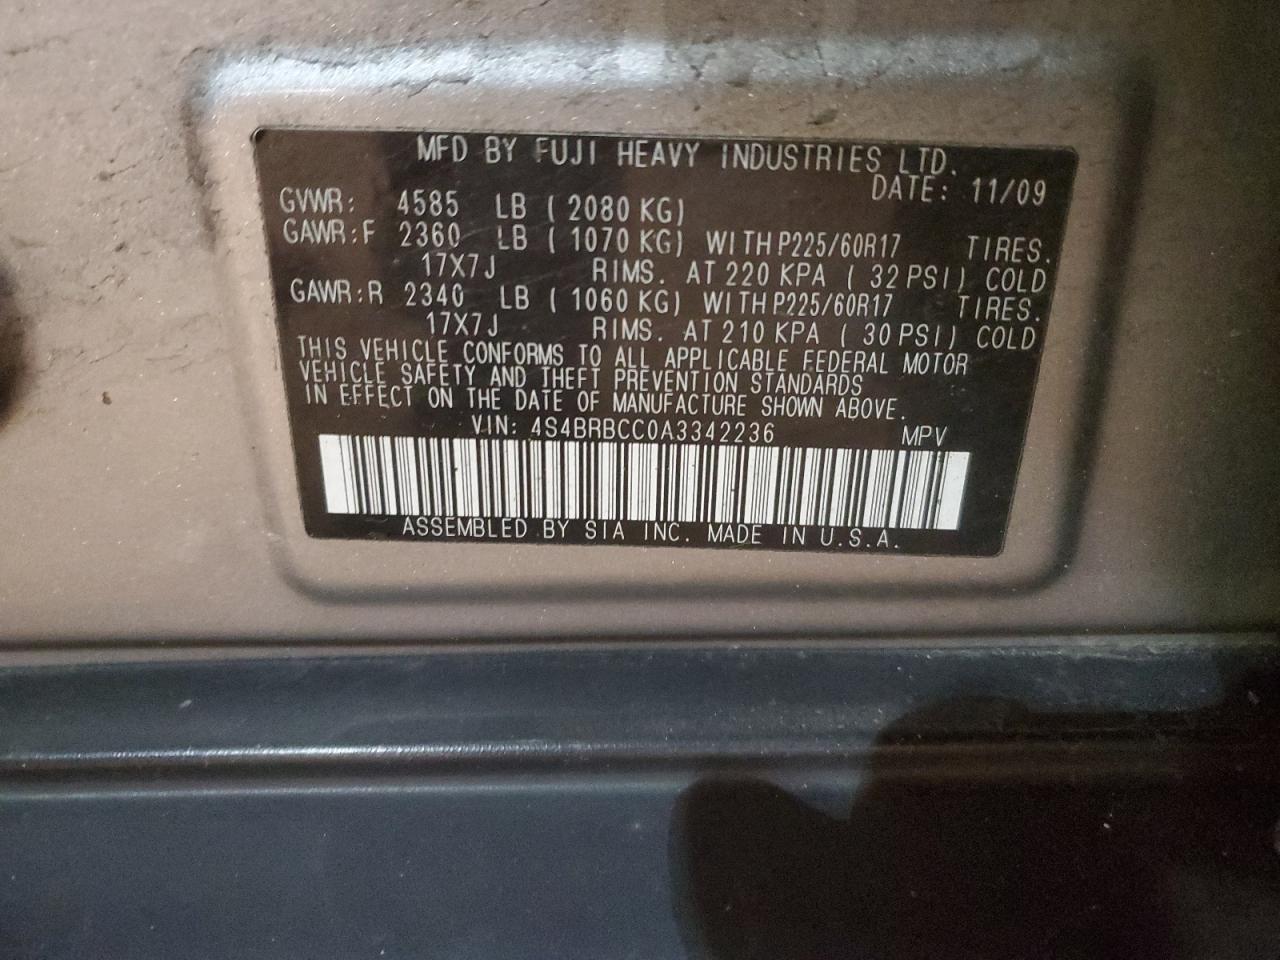 MFD BY FUJI HEAVY INDUSTRIES LTD.
DATE: 11/09
GVWR: 4585 LB ( 2080 KG)
GAWR:F 2360 LB ( 1070 KG) WITH P225/60R17 TIRES.
17X7J RIMS. AT 220 KPA ( 32 PSI) COLD
GAWR:R 2340 LB ( 1060 KG) WITH P225/60R17 TIRES.
17X7J RIMS. AT 210 KPA ( 30 PSI) COLD
THIS VEHICLE CONFORMS TO ALL APPLICABLE FEDERAL MOTOR
VEHICLE SAFETY AND THEFT PREVENTION STANDARDS
IN EFFECT ON THE DATE OF MANUFACTURE SHOWN ABOVE.
VIN: 4S4BRBCC0A3342236 MPV
ASSEMBLED BY SIA INC. MADE IN U.S.A.